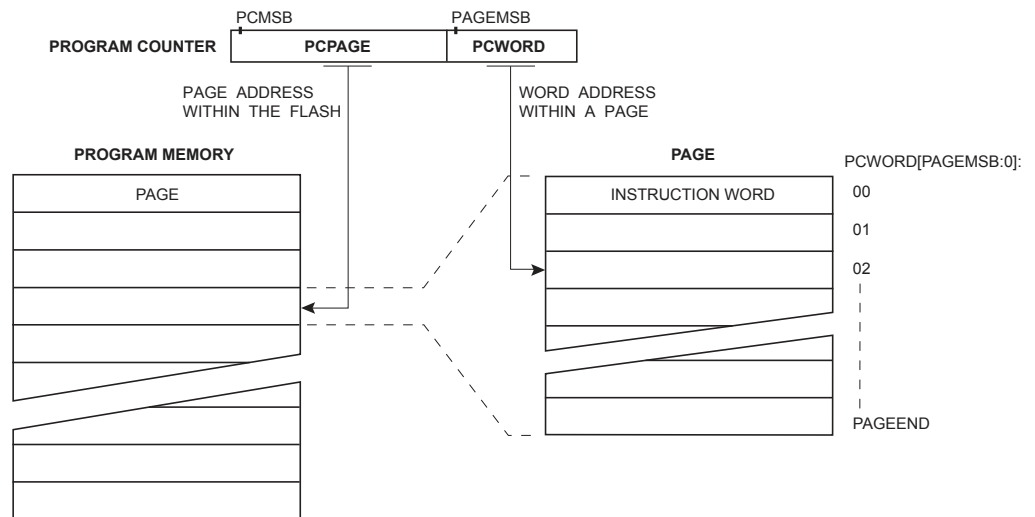 PCMSB PAGEMSB
PROGRAM COUNTER PCPAGE PCWORD
PAGE ADDRESS
WITHIN THE FLASH
WORD ADDRESS
WITHIN A PAGE
PROGRAM MEMORY
PAGE
PAGE
INSTRUCTION WORD
PCWORD[PAGEMSB:0]:
00
01
02
PAGEEND